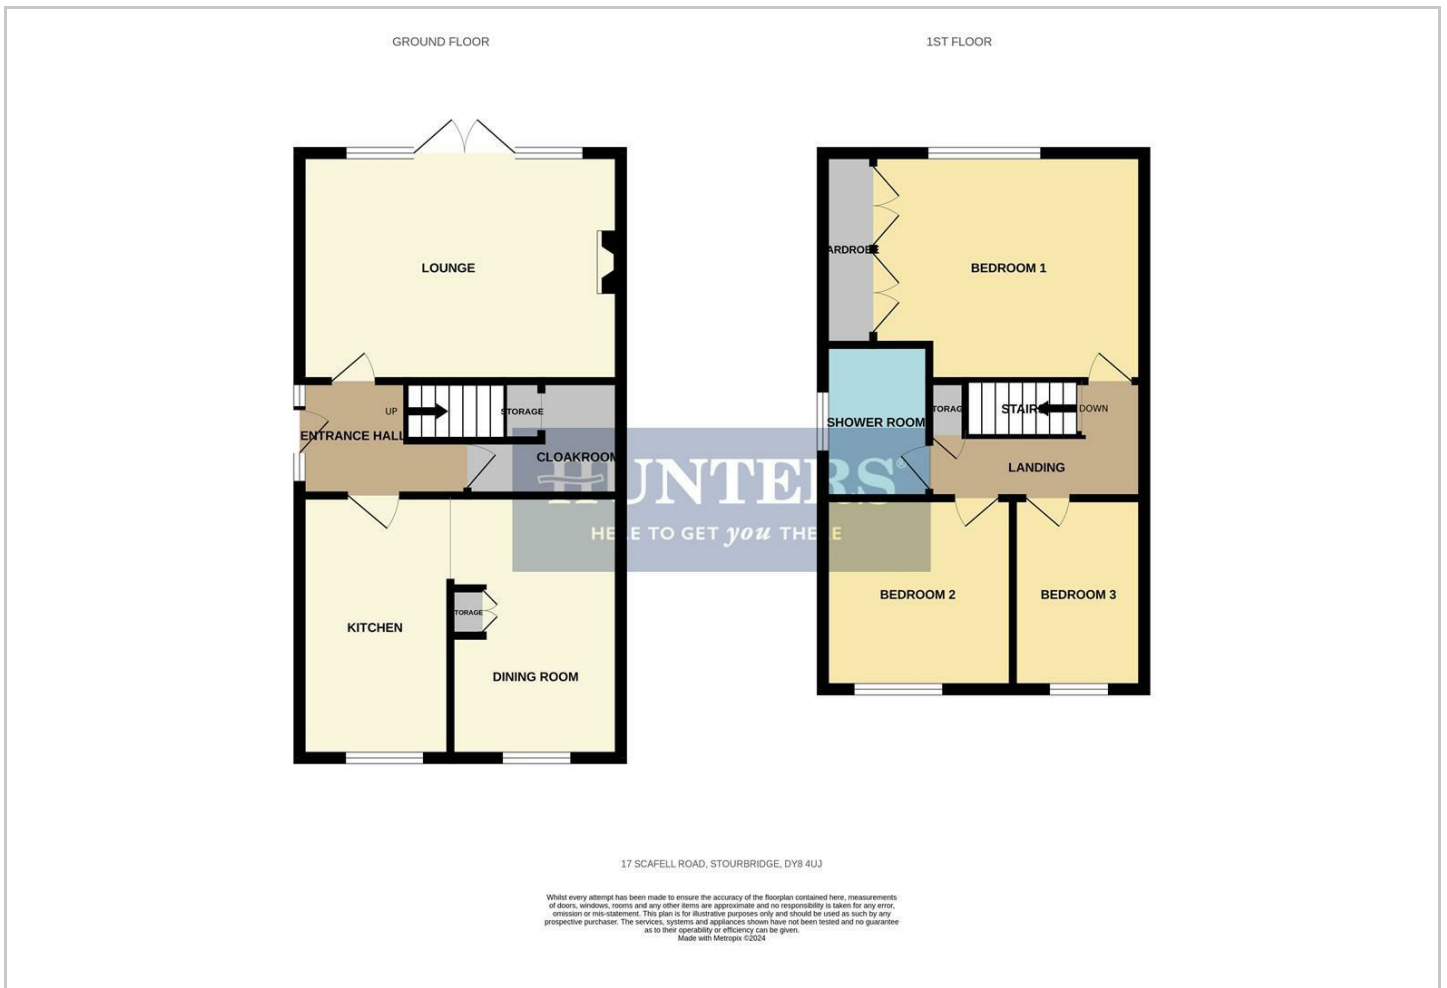 GROUND FLOOR
1ST FLOOR
LOUNGE
UP
ENTRANCE HALL
STORAGE
CLOAKROOM
KITCHEN
TORAGE
DINING ROOM
ARDROBE
BEDROOM 1
SHOWER ROOM
TORAG
STAIRS
DOWN
LANDING
BEDROOM 2
BEDROOM 3
HUNTERS®
HERE TO GET you THERE
17 SCAFELL ROAD, STOURBRIDGE, DY8 4UJ
Whilst every attempt has been made to ensure the accuracy of the floorplan contained here, measurements
of doors, windows, rooms and any other items are approximate and no responsibility is taken for any error,
omission or mis-statement. This plan is for illustrative purposes only and should be used as such by any
prospective purchaser. The services, systems and appliances shown have not been tested and no guarantee
as to their operability or efficiency can be given.
Made with Metropix ©2024